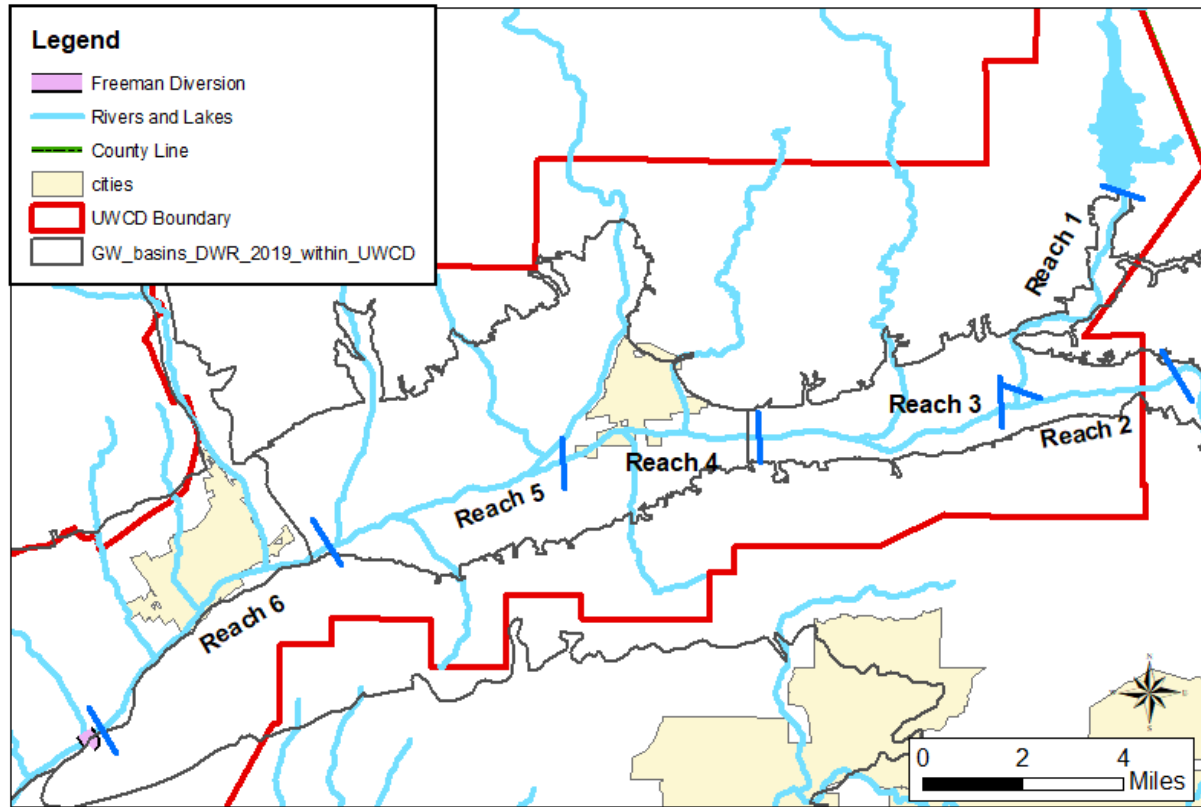 Legend
Freeman Diversion
Rivers and Lakes
County Line
cities
UWCD Boundary
GW_basins_DWR_2019_within_UWCD
Reach 1
Reach 3
Reach 2
Reach 4
Reach 5
Reach 6
N
0 2 4
Miles